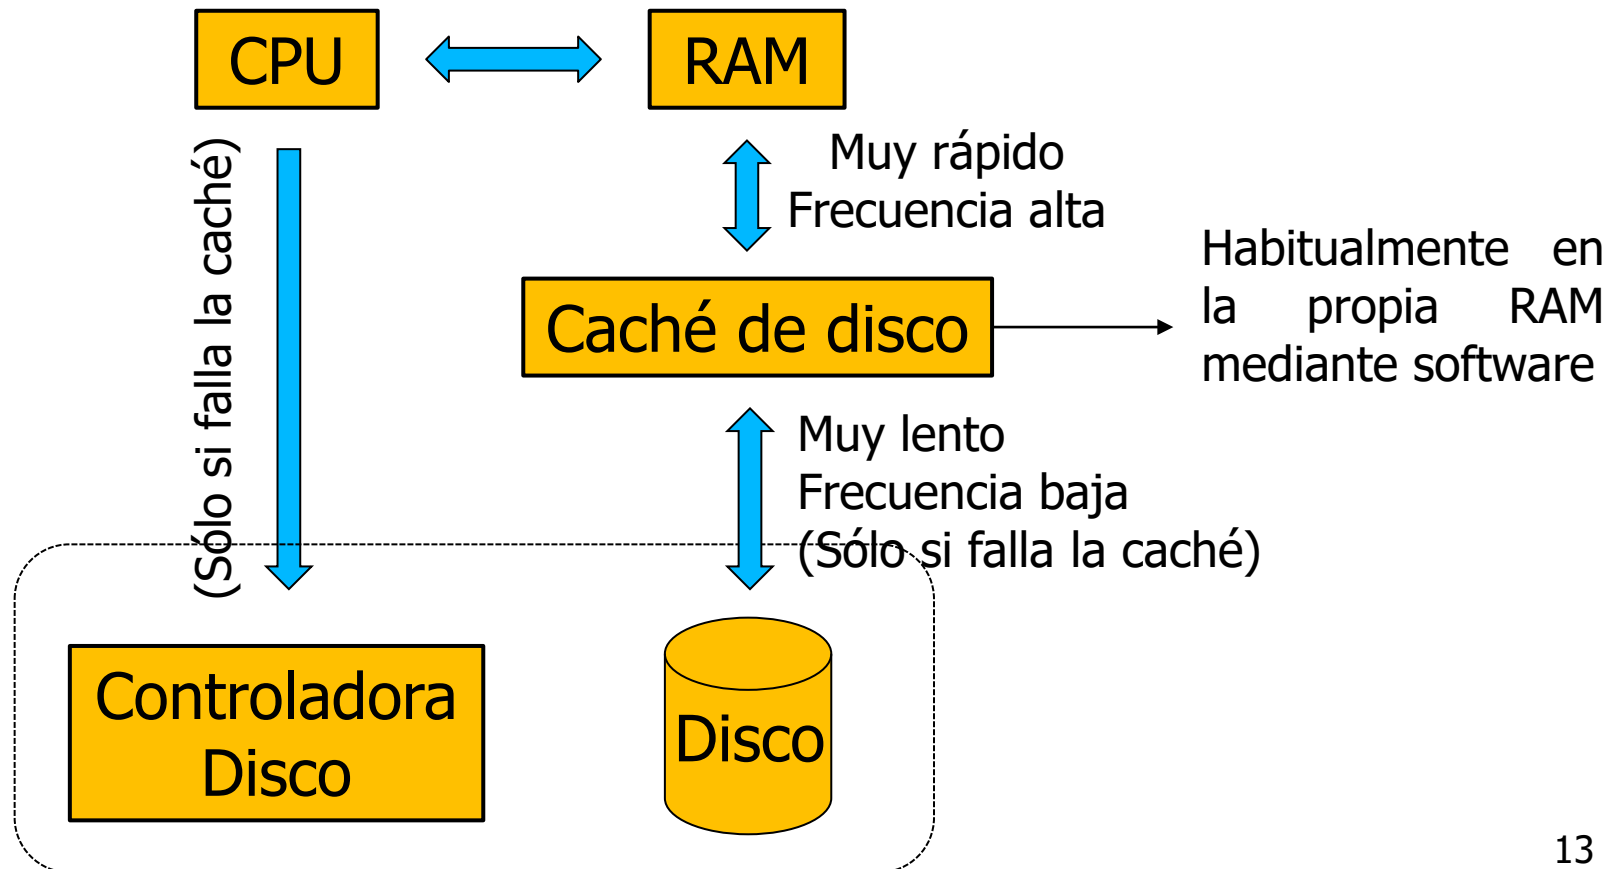 CPU
RAM
(Sólo si falla la caché)
Muy rápido
Frecuencia alta
Caché de disco
Habitualmente en
la propia RAM
mediante software
Muy lento
Frecuencia baja
(Sólo si falla la caché)
Controladora
Disco
Disco
13